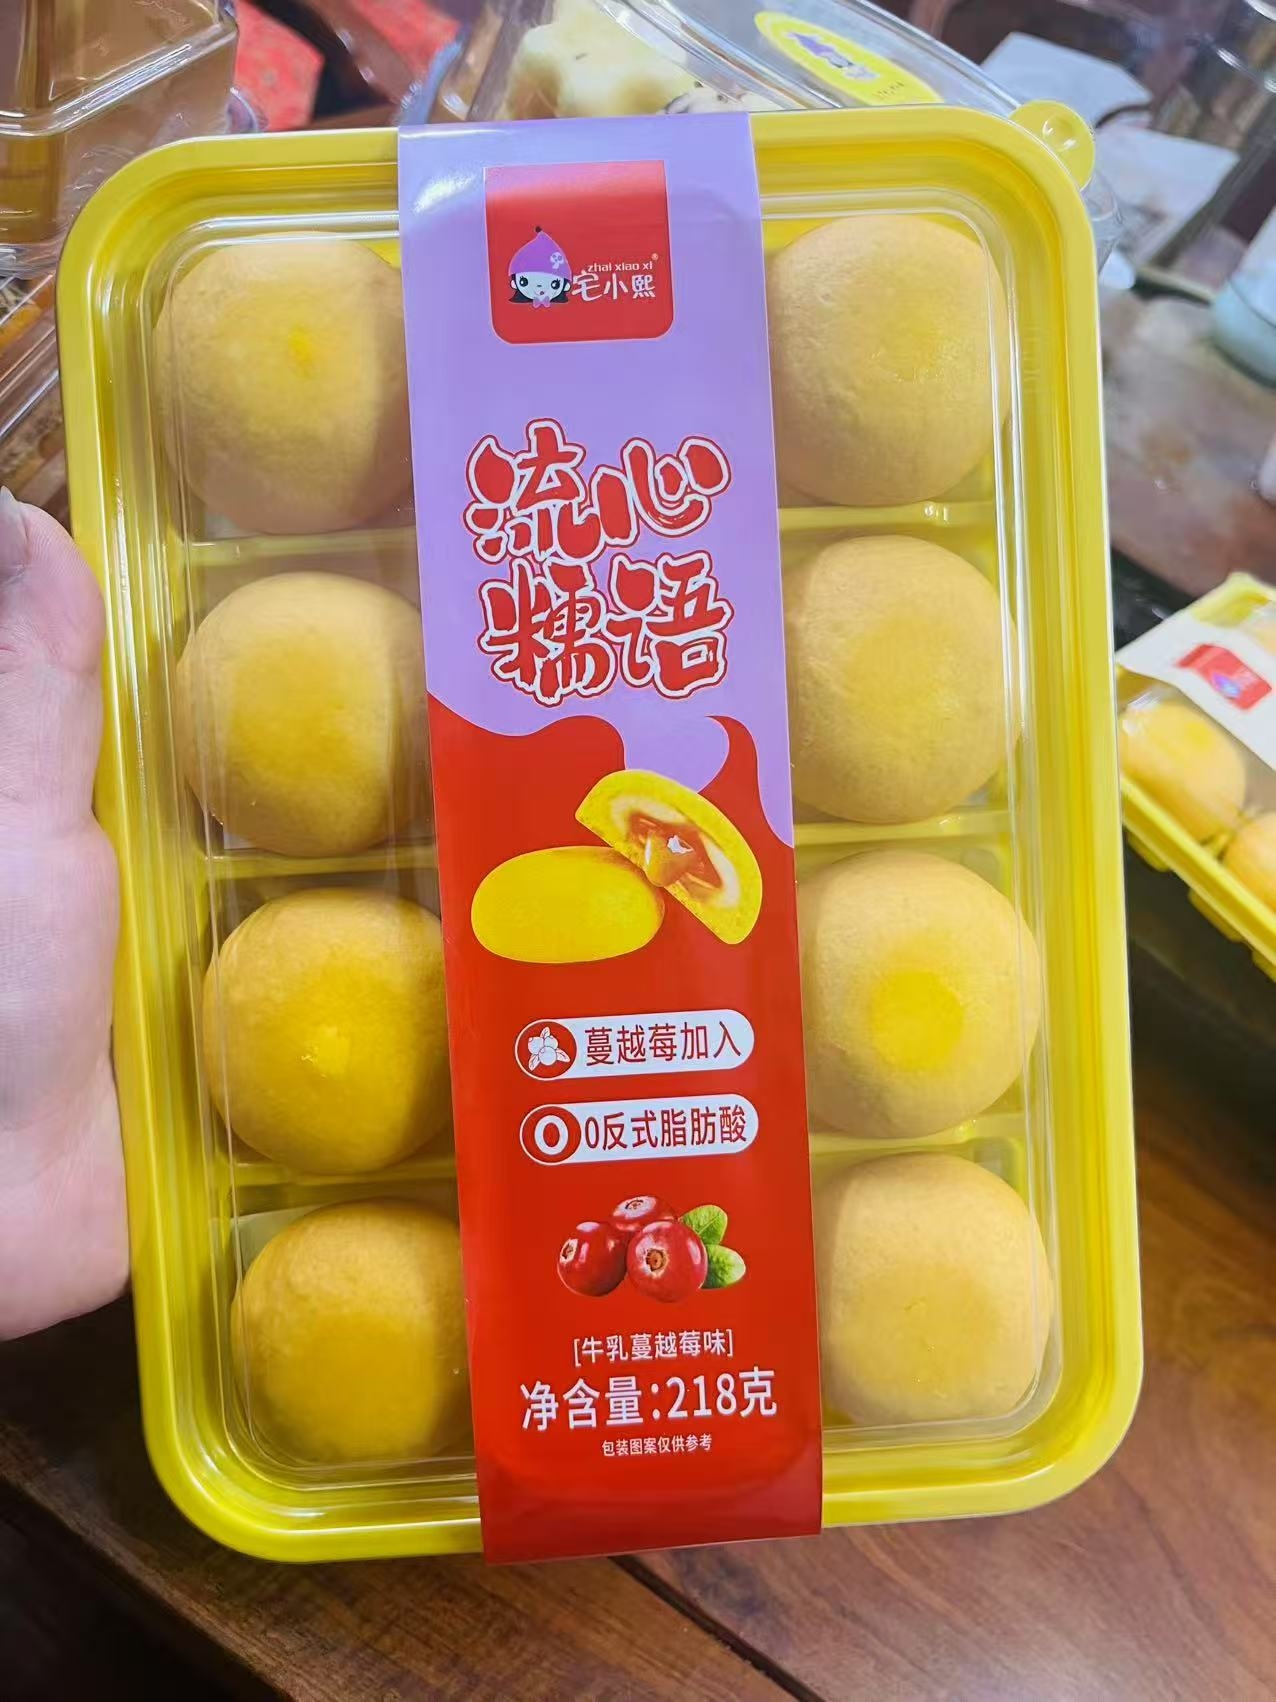 zhai xiao xi®
宅小熙
流心
糯语
蔓越莓加入
0 0反式脂肪酸
[牛乳蔓越莓味]
净含量:218克
包装图案仅供参考